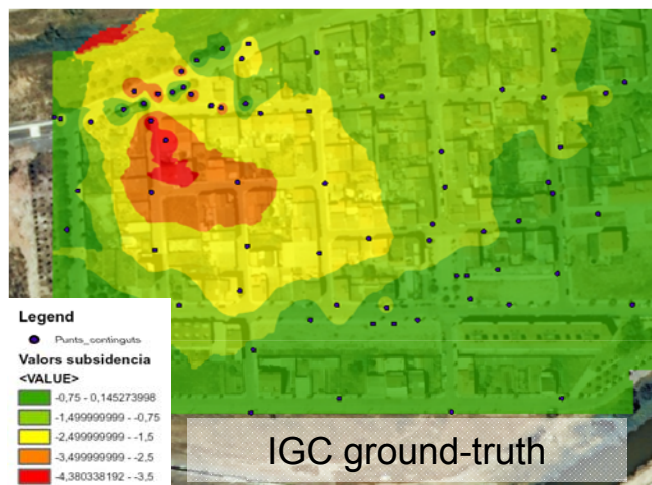 Legend
Punts_continguts
Valors subsidencia
<VALUE>
-0,75 - 0,145273998
-1,499999999 - -0,75
-2,499999999 - -1,5
-3,499999999 - -2,5
-4,380338192 - -3,5
IGC ground-truth